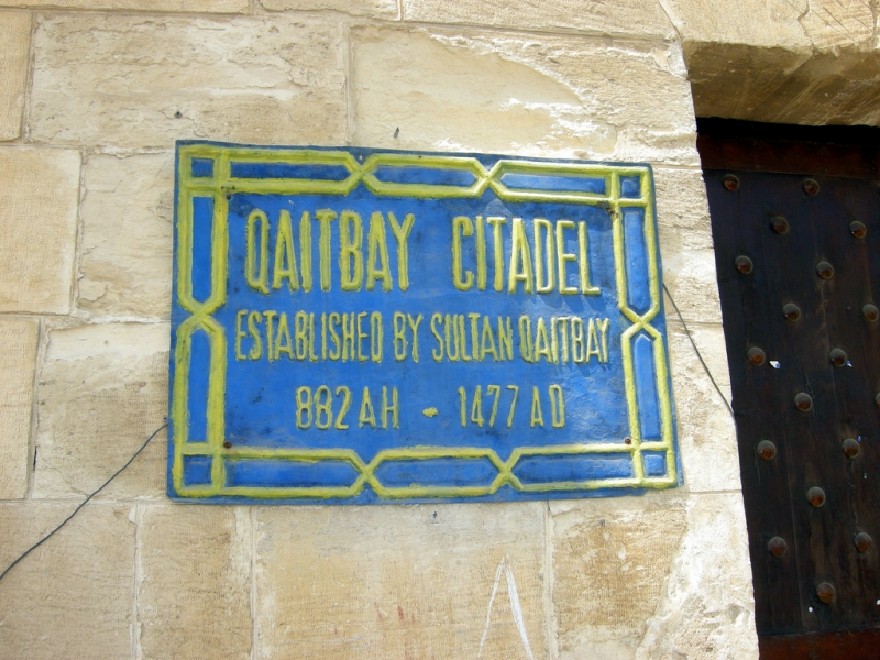 QAITBAY CITADEL
ESTABLISHED BY SULTAN QAITBAY
882 AH - 1477 AD